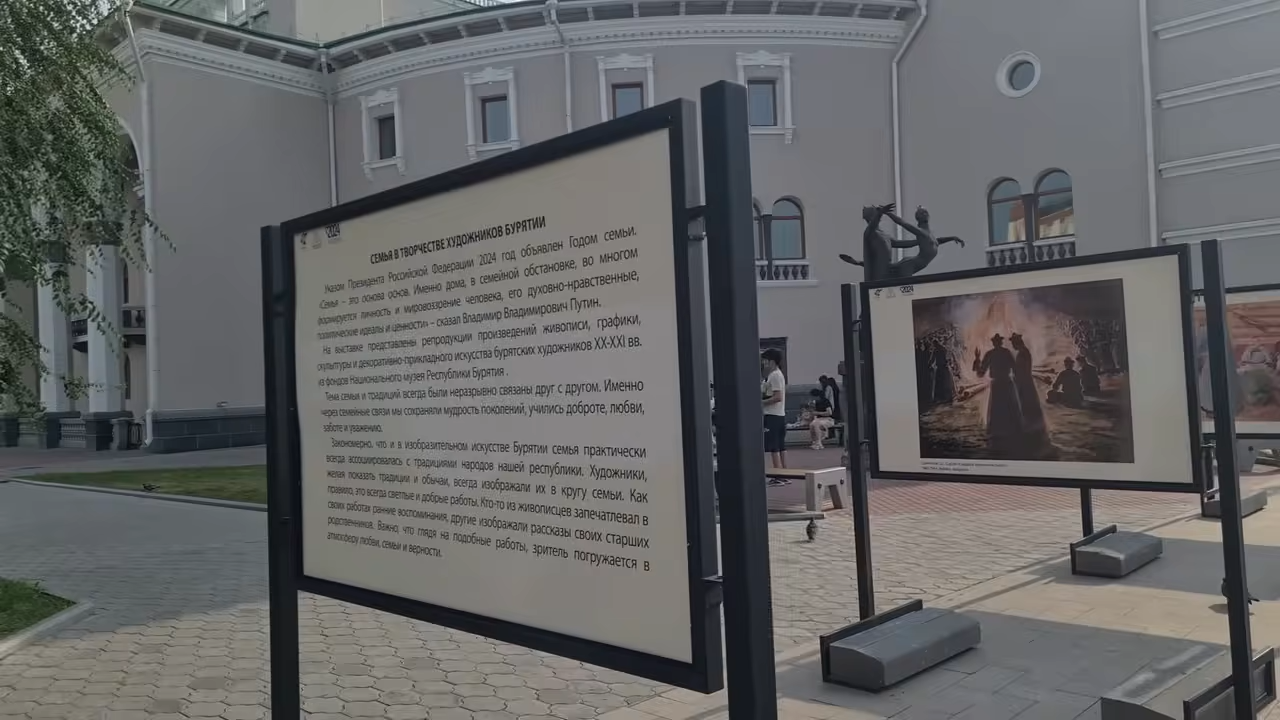 2024
СЕМЬЯ В ТВОРЧЕСТВЕ ХУДОЖНИКОВ БУРЯТИИ
Указом Президента Российской Федерации 2024 год объявлен Годом семьи.
«Семья – это основа основ. Именно дома, в семейной обстановке, во многом
формируется личность и мировоззрение человека, его духовно-нравственные,
политические идеалы и ценности» – сказал Владимир Владимирович Путин.
На выставке представлены репродукции произведений живописи, графики,
скульптуры и декоративно-прикладного искусства бурятских художников XX-XXI вв.
из фондов Национального музея Республики Бурятия .
Тема семьи и традиций всегда были неразрывно связаны друг с другом. Именно
через семейные связи мы сохраняли мудрость поколений, учились доброте, любви,
заботе и уважению.
Закономерно, что и в изобразительном искусстве Бурятии семья практически
всегда ассоциировалась с традициями народов нашей республики. Художники,
желая показать традиции и обычаи, всегда изображали их в кругу семьи. Как
правило, это всегда светлые и добрые работы. Кто-то из живописцев запечатлевал в
своих работах ранние воспоминания, другие изображали рассказы своих старших
родственников. Важно, что глядя на подобные работы, зритель погружается в
атмосферу любви, семьи и верности.
2024